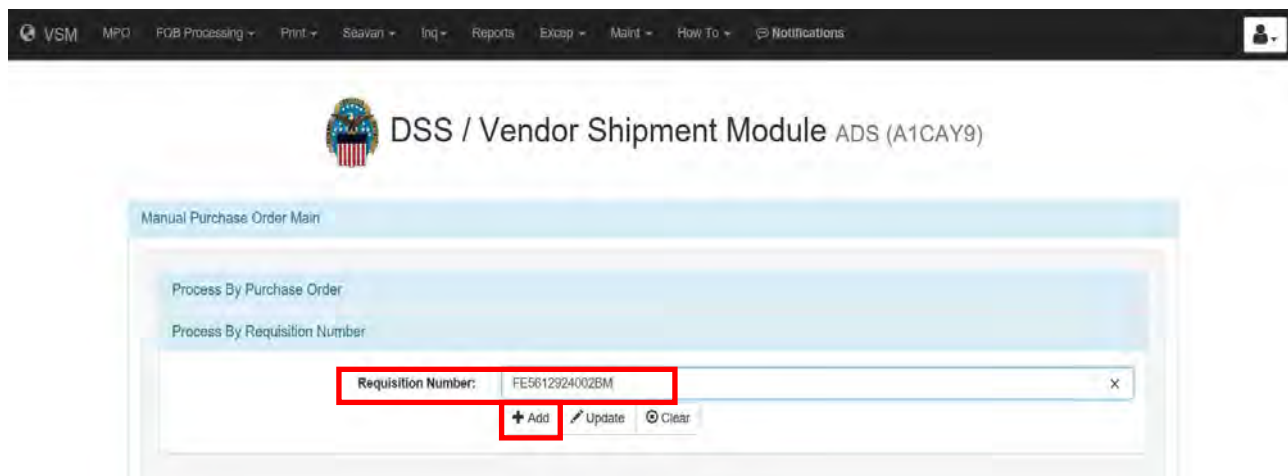 VSM MPO FOB Processing Print Seavan Inq Reports Excep Maint How To Notifications
DSS / Vendor Shipment Module ADS (A1CAY9)
Manual Purchase Order Main
Process By Purchase Order
Process By Requisition Number
Requisition Number: FE5612924002BM X
Add Update Clear